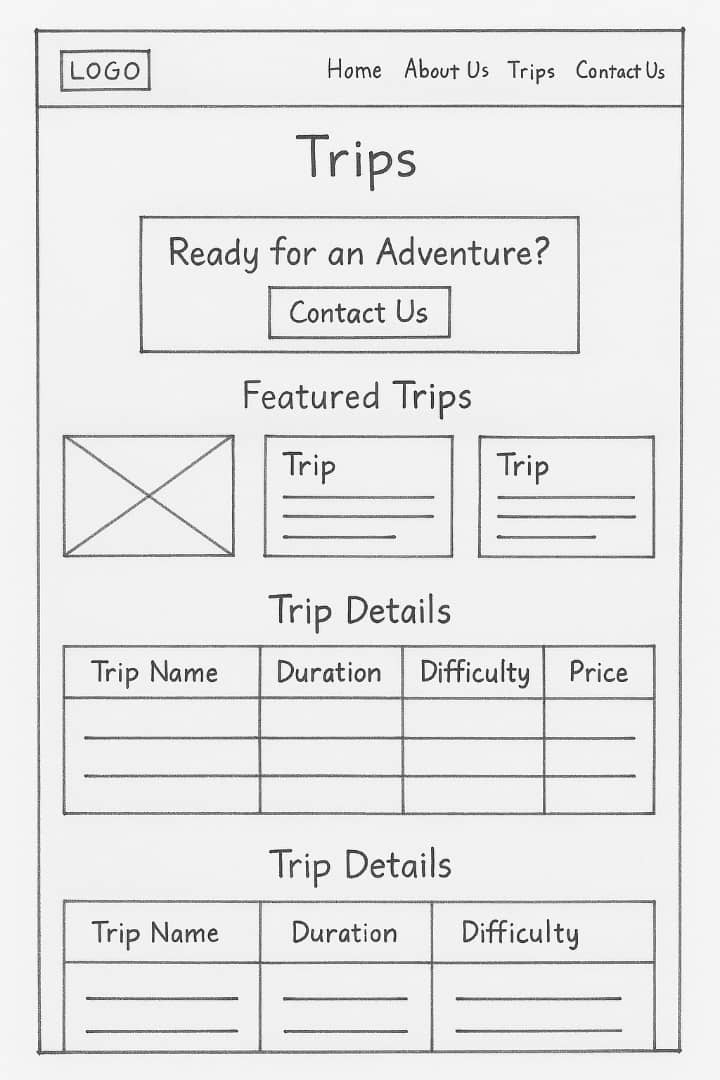 LOGO Home About Us Trips Contact Us
Trips
Ready for an Adventure?
Contact Us
Featured Trips
Trip Trip
Trip Details
Trip Name Duration Difficulty Price
Trip Details
Trip Name Duration Difficulty